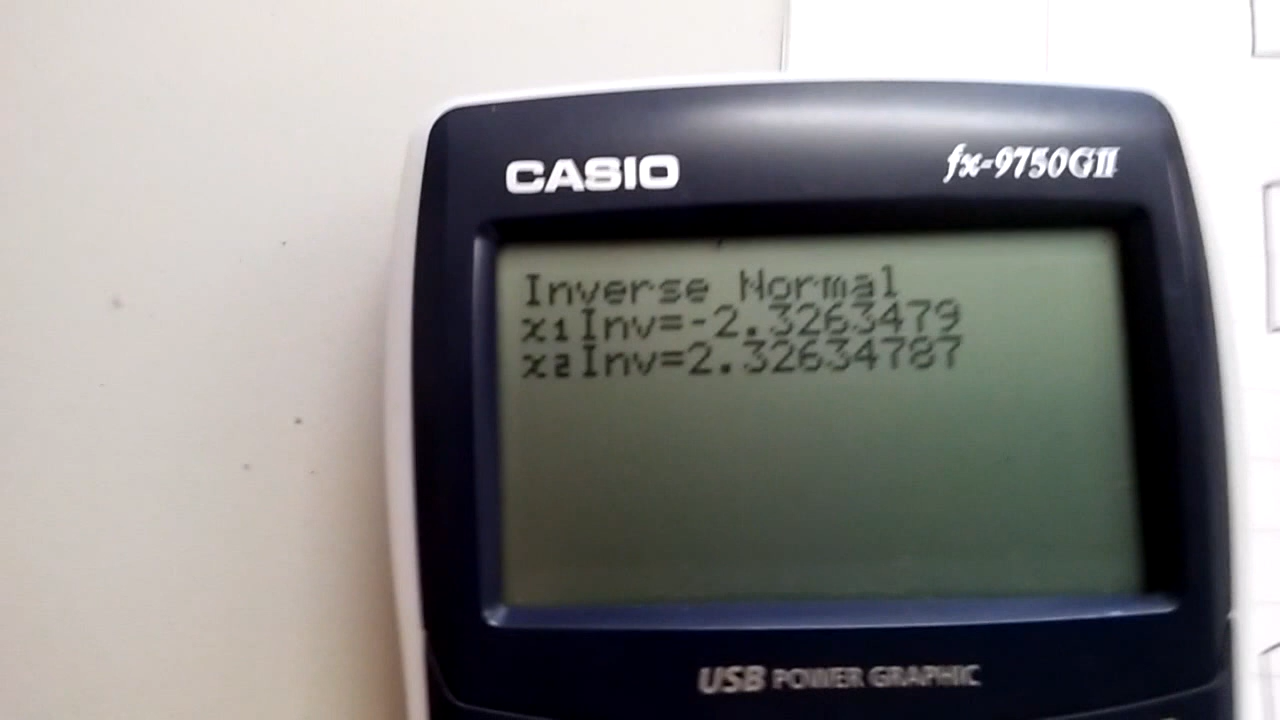 CASIO
fx-9750GII
Inverse Normal
x1Inv=-2.3263479
x2Inv=2.32634787
USB POWER GRAPHIC